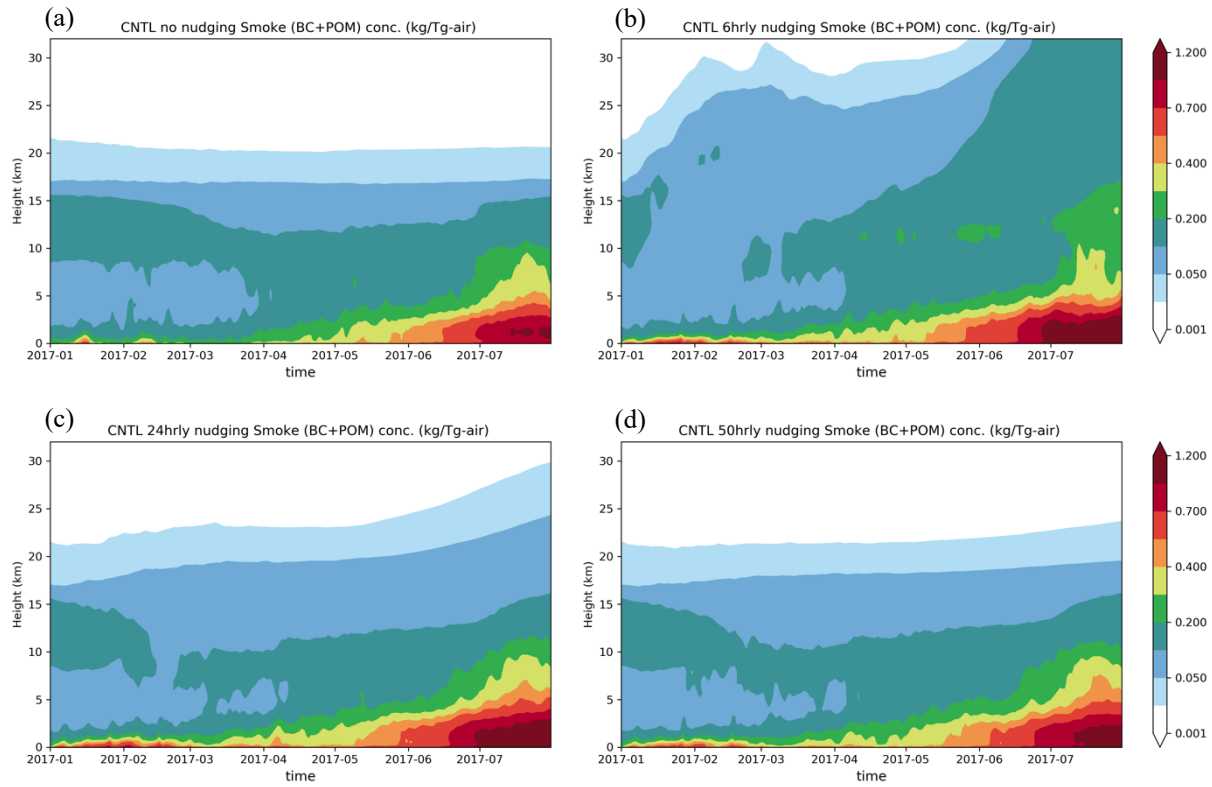 (a)
CNTL no nudging Smoke (BC+POM) conc. (kg/Tg-air)
Height (km)
30
25
20
15
10
5
0
2017-01 2017-02 2017-03 2017-04 2017-05 2017-06 2017-07
time
(b)
CNTL 6hrly nudging Smoke (BC+POM) conc. (kg/Tg-air)
Height (km)
30
25
20
15
10
5
0
2017-01 2017-02 2017-03 2017-04 2017-05 2017-06 2017-07
time
1.200
0.700
0.400
0.200
0.050
0.001
(c)
CNTL 24hrly nudging Smoke (BC+POM) conc. (kg/Tg-air)
Height (km)
30
25
20
15
10
5
0
2017-01 2017-02 2017-03 2017-04 2017-05 2017-06 2017-07
time
(d)
CNTL 50hrly nudging Smoke (BC+POM) conc. (kg/Tg-air)
Height (km)
30
25
20
15
10
5
0
2017-01 2017-02 2017-03 2017-04 2017-05 2017-06 2017-07
time
1.200
0.700
0.400
0.200
0.050
0.001